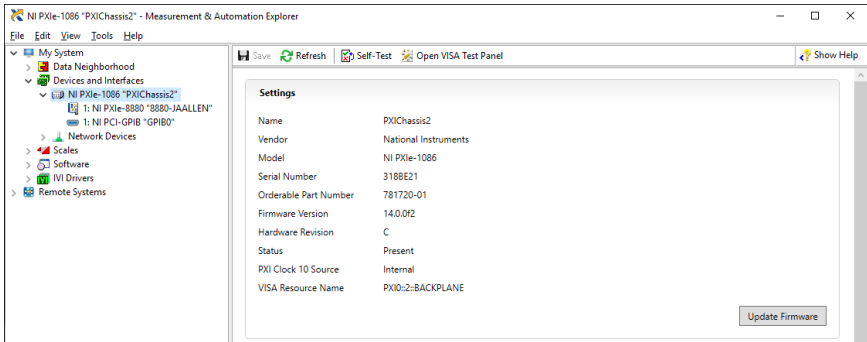 NI PXIe-1086 "PXIChassis2" - Measurement & Automation Explorer
File Edit View Tools Help
My System
Data Neighborhood
Devices and Interfaces
NI PXIe-1086 "PXIChassis2"
1: NI PXIe-8880 "8880-JAALLEN"
1: NI PCI-GPIB "GPIB0"
Network Devices
Scales
Software
IVI Drivers
Remote Systems
Save Refresh Self-Test Open VISA Test Panel Show Help
Settings
Name PXIChassis2
Vendor National Instruments
Model NI PXIe-1086
Serial Number 318BE21
Orderable Part Number 781720-01
Firmware Version 14.0.0f2
Hardware Revision C
Status Present
PXI Clock 10 Source Internal
VISA Resource Name PXI0::2::BACKPLANE
Update Firmware